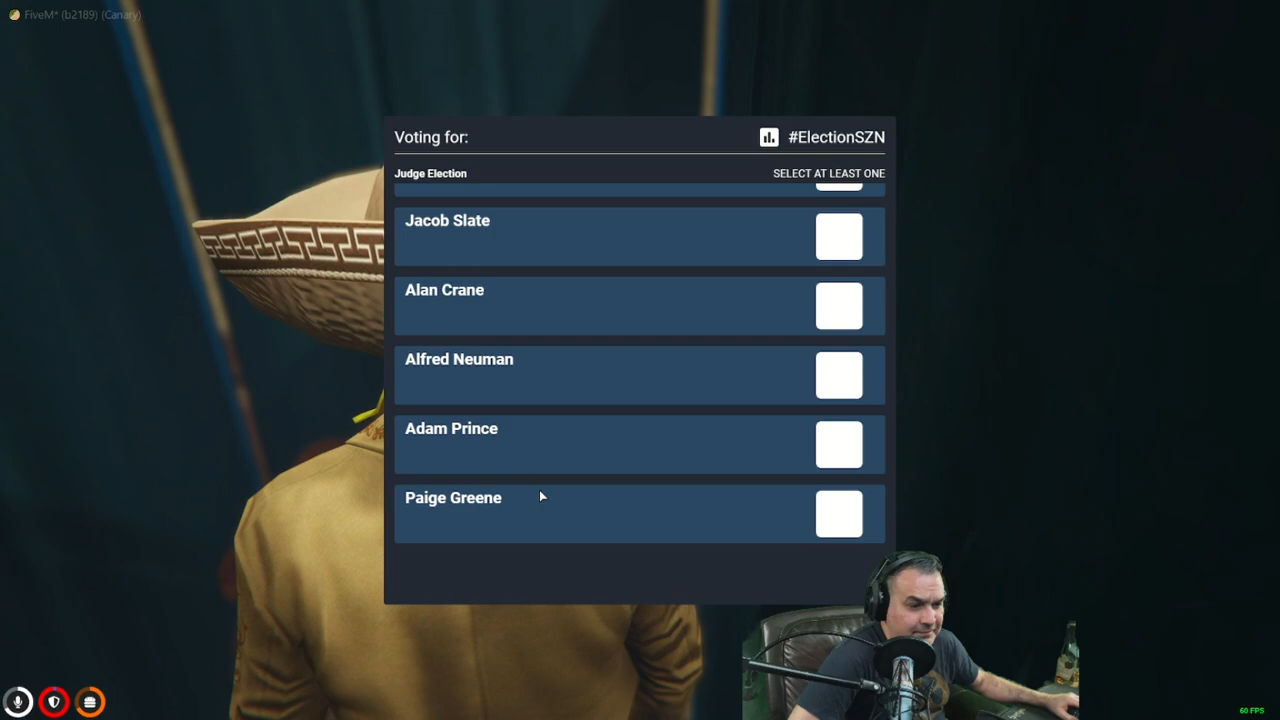 FiveM* (b2189) (Canary)
Voting for:
#ElectionSZN
Judge Election
SELECT AT LEAST ONE
Jacob Slate
Alan Crane
Alfred Neuman
Adam Prince
Paige Greene
60 FPS